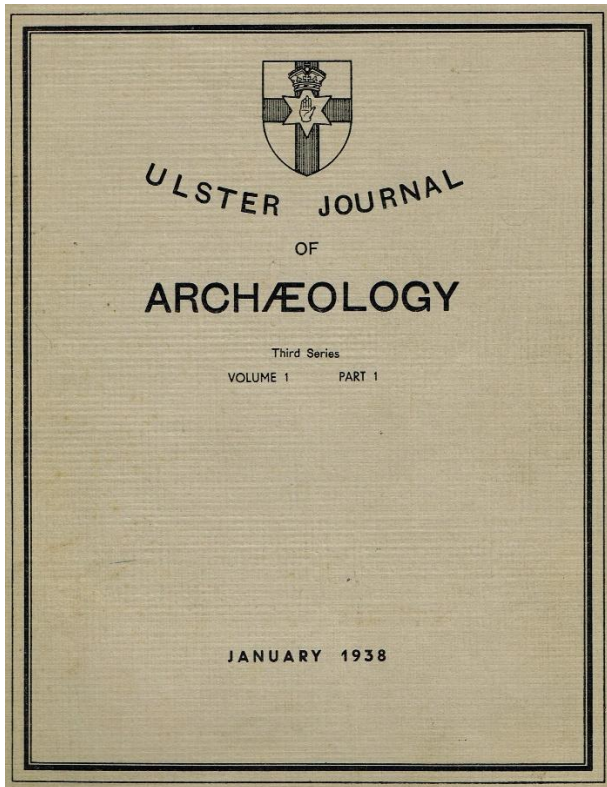 ULSTER JOURNAL
OF
ARCHÆOLOGY
Third Series
VOLUME 1 PART 1
JANUARY 1938